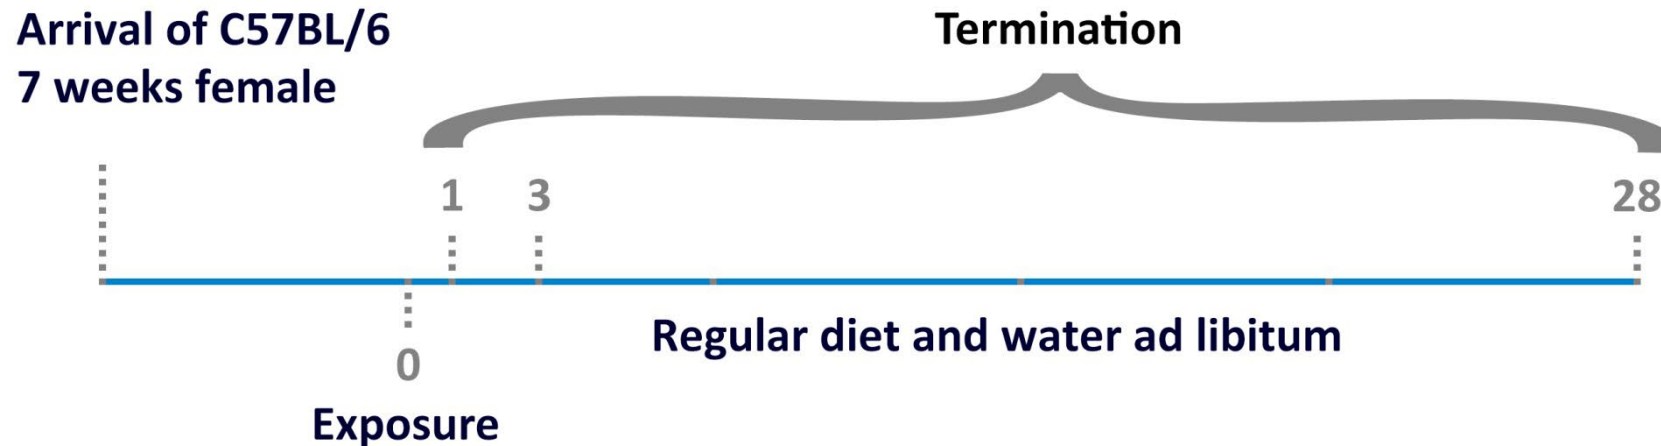 Arrival of C57BL/6
7 weeks female
Termination
1 3 28
Regular diet and water ad libitum
0
Exposure